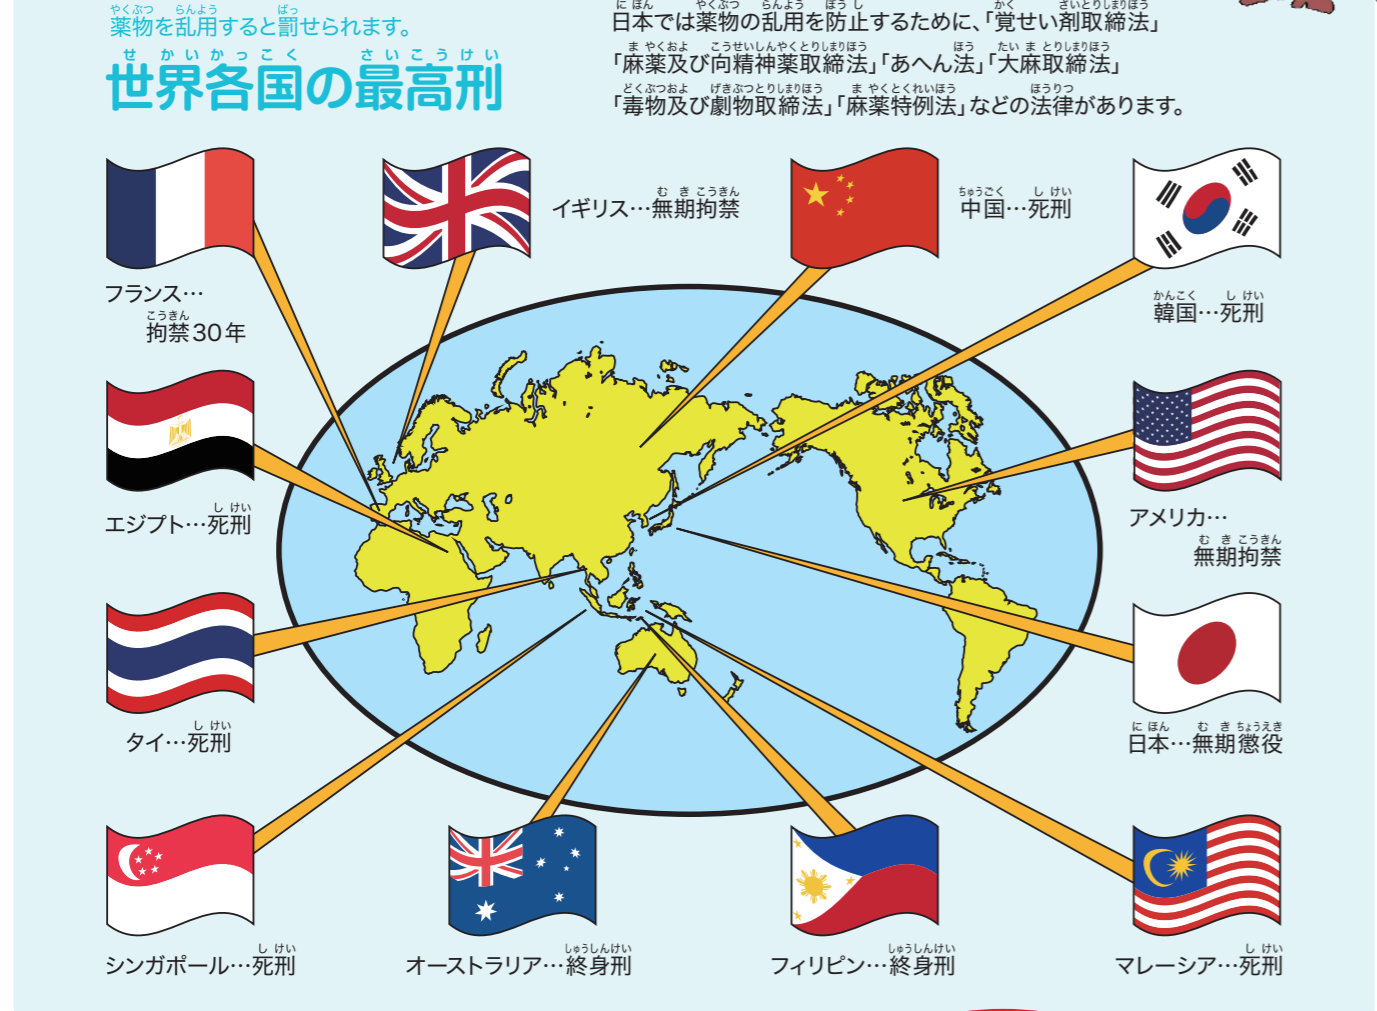 薬物を乱用すると罰せられます。
世界各国の最高刑
日本では薬物の乱用を防止するために、「覚せい剤取締法」
「麻薬及び向精神薬取締法」「あへん法」「大麻取締法」
「毒物及び劇物取締法」「麻薬特例法」などの法律があります。
フランス…
拘禁30年
イギリス…無期拘禁
中国…死刑
韓国…死刑
エジプト…死刑
アメリカ…
無期拘禁
タイ…死刑
日本…無期懲役
シンガポール…死刑
オーストラリア…終身刑
フィリピン…終身刑
マレーシア…死刑